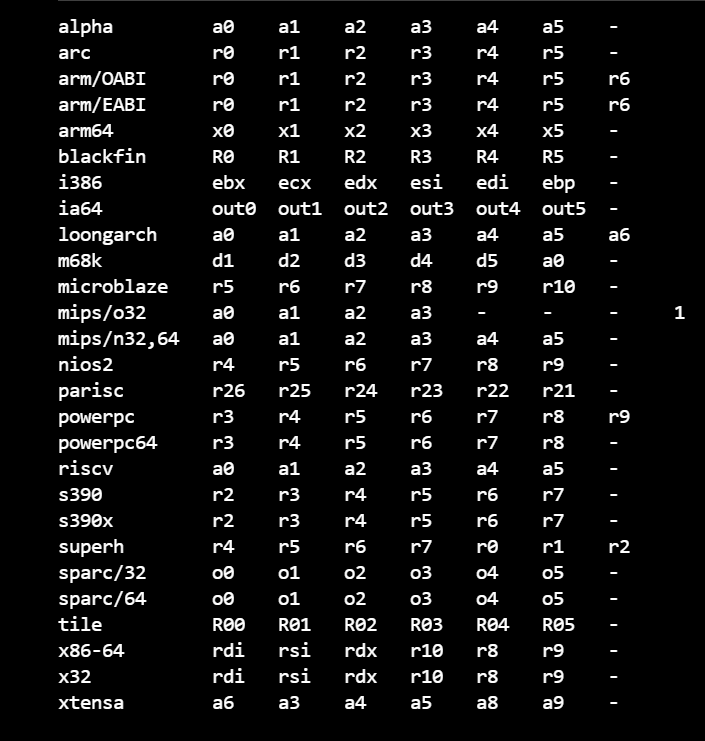 alpha a0 a1 a2 a3 a4 a5 -
arc r0 r1 r2 r3 r4 r5 -
arm/OABI r0 r1 r2 r3 r4 r5 r6
arm/EABI r0 r1 r2 r3 r4 r5 r6
arm64 x0 x1 x2 x3 x4 x5 -
blackfin R0 R1 R2 R3 R4 R5 -
i386 ebx ecx edx esi edi ebp -
ia64 out0 out1 out2 out3 out4 out5 -
loongarch a0 a1 a2 a3 a4 a5 a6
m68k d1 d2 d3 d4 d5 a0 -
microblaze r5 r6 r7 r8 r9 r10 -
mips/o32 a0 a1 a2 a3 - - - 1
mips/n32,64 a0 a1 a2 a3 a4 a5 -
nios2 r4 r5 r6 r7 r8 r9 -
parisc r26 r25 r24 r23 r22 r21 -
powerpc r3 r4 r5 r6 r7 r8 r9
powerpc64 r3 r4 r5 r6 r7 r8 -
riscv a0 a1 a2 a3 a4 a5 -
s390 r2 r3 r4 r5 r6 r7 -
s390x r2 r3 r4 r5 r6 r7 -
superh r4 r5 r6 r7 r0 r1 r2
sparc/32 o0 o1 o2 o3 o4 o5 -
sparc/64 o0 o1 o2 o3 o4 o5 -
tile R00 R01 R02 R03 R04 R05 -
x86-64 rdi rsi rdx r10 r8 r9 -
x32 rdi rsi rdx r10 r8 r9 -
xtensa a6 a3 a4 a5 a8 a9 -